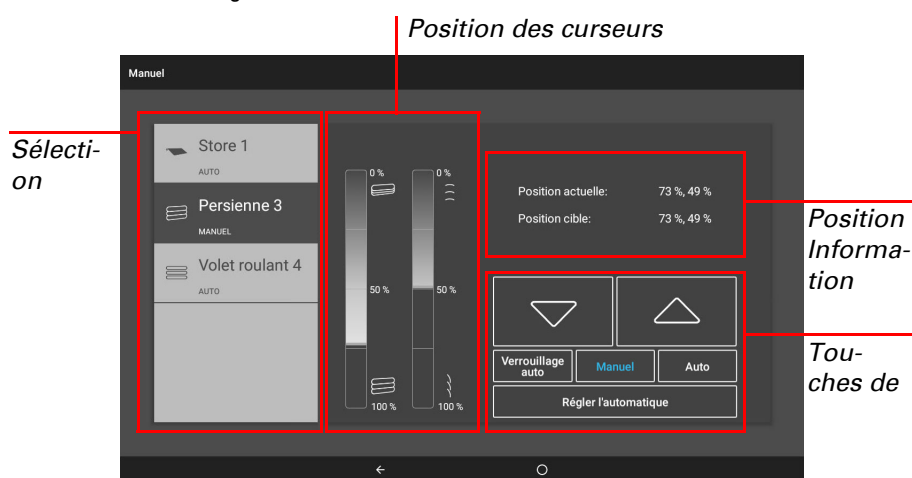 Position des curseurs
Manuel
Sélecti-
on
Store 1
AUTO
Persienne 3
MANUEL
Volet roulant 4
AUTO
0 %
0 %
50 %
50 %
100 %
100 %
Position actuelle: 73 %, 49 %
Position cible: 73 %, 49 %
Position
Informa-
tion
Verrouillage
auto
Manuel
Auto
Régler l'automatique
Tou-
ches de